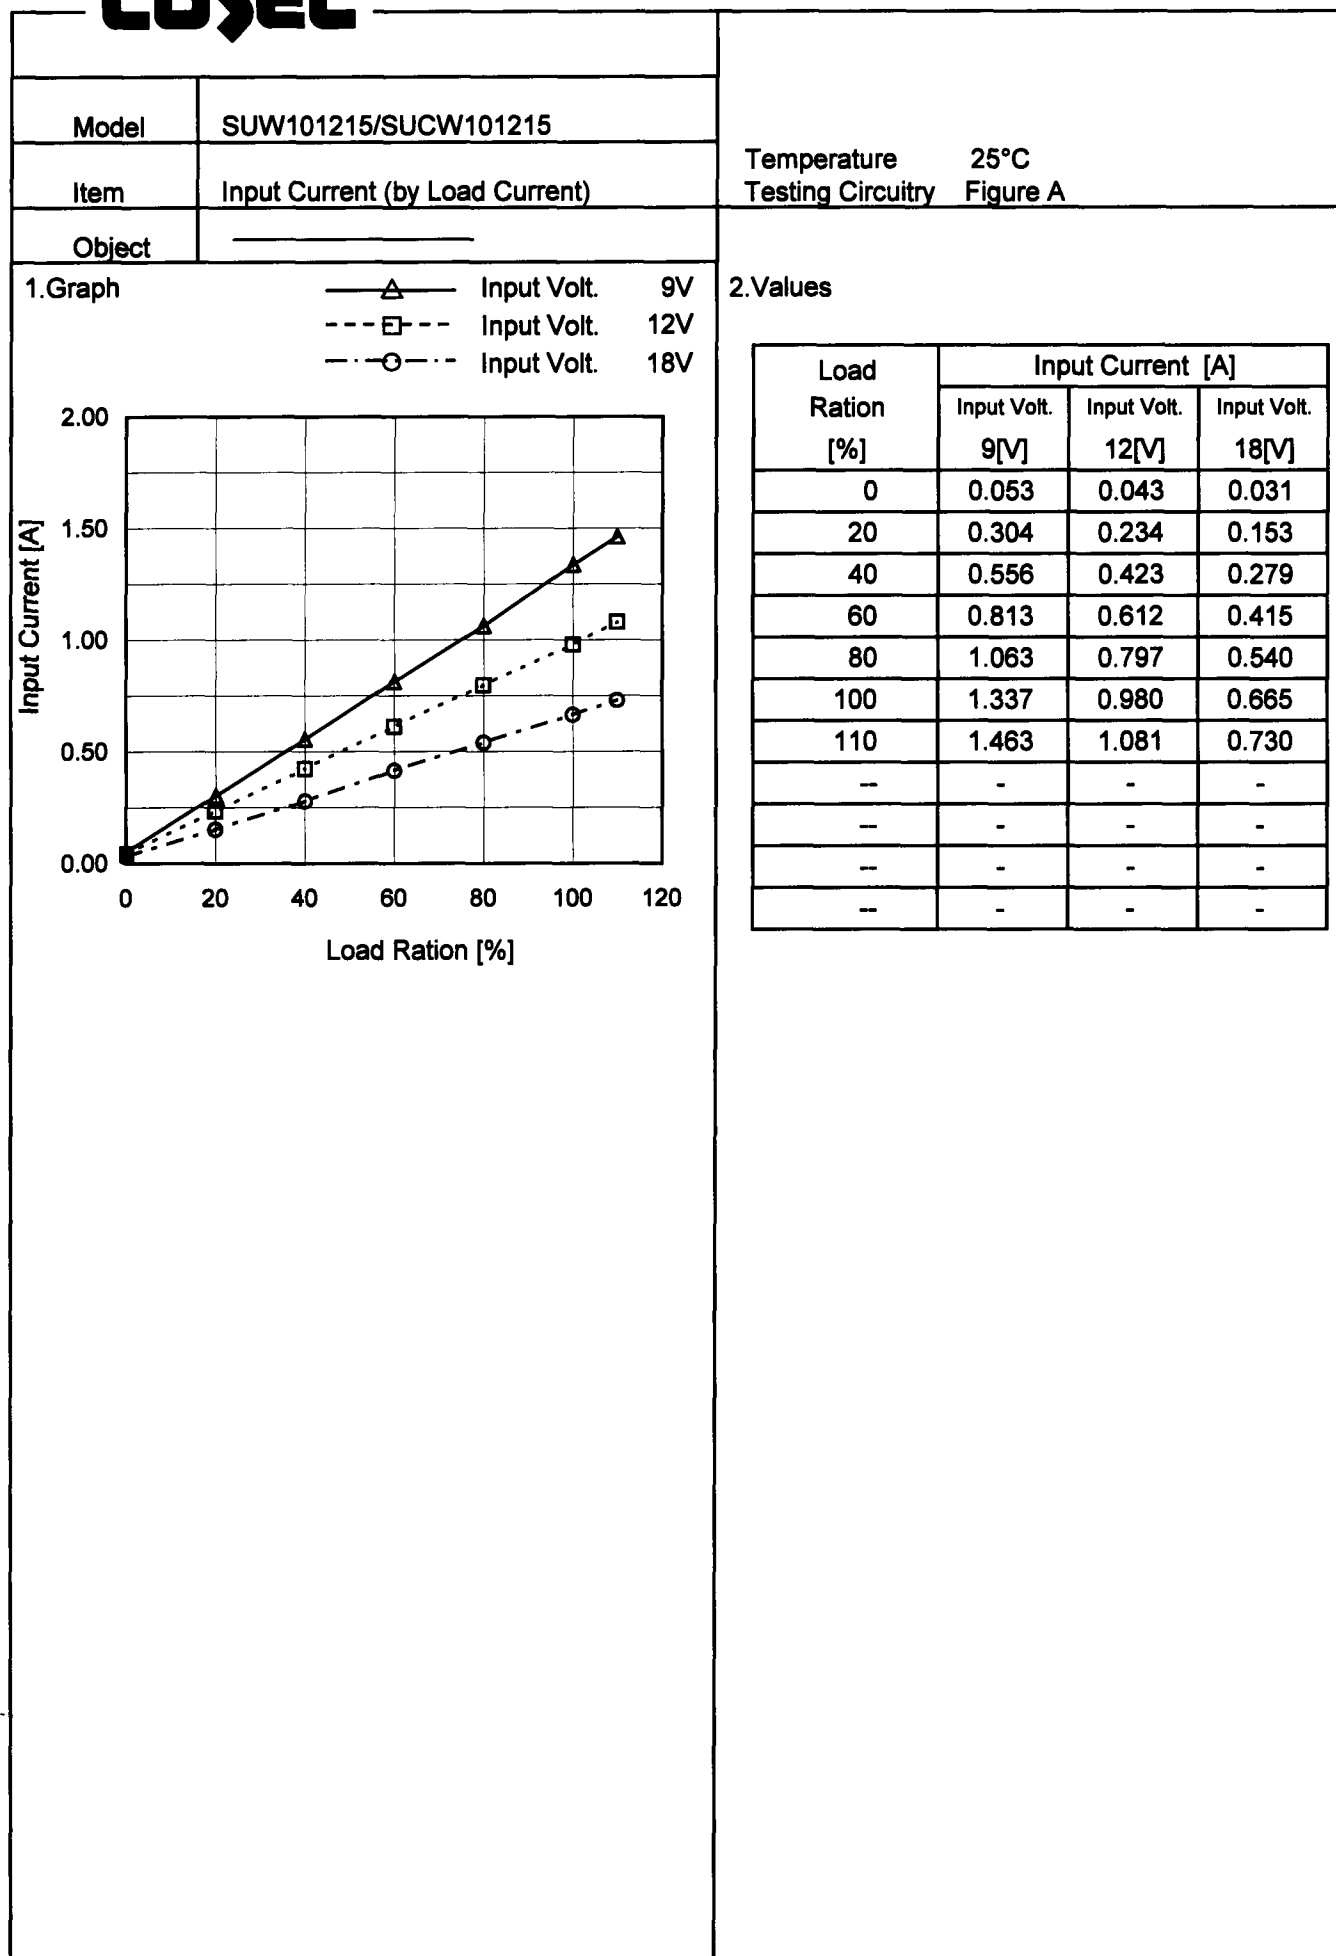 COSEL
Model SUW101215/SUCW101215
Item Input Current (by Load Current)
Object
Temperature 25°C
Testing Circuitry Figure A
1.Graph
Input Volt. 9V
Input Volt. 12V
Input Volt. 18V
2.00
1.50
1.00
0.50
0.00
Input Current [A]
0 20 40 60 80 100 120
Load Ration [%]
2.Values
Load Input Current [A]
Ration Input Volt. Input Volt. Input Volt.
[%] 9[V] 12[V] 18[V]
0 0.053 0.043 0.031
20 0.304 0.234 0.153
40 0.556 0.423 0.279
60 0.813 0.612 0.415
80 1.063 0.797 0.540
100 1.337 0.980 0.665
110 1.463 1.081 0.730
-- - - -
-- - - -
-- - - -
-- - - -